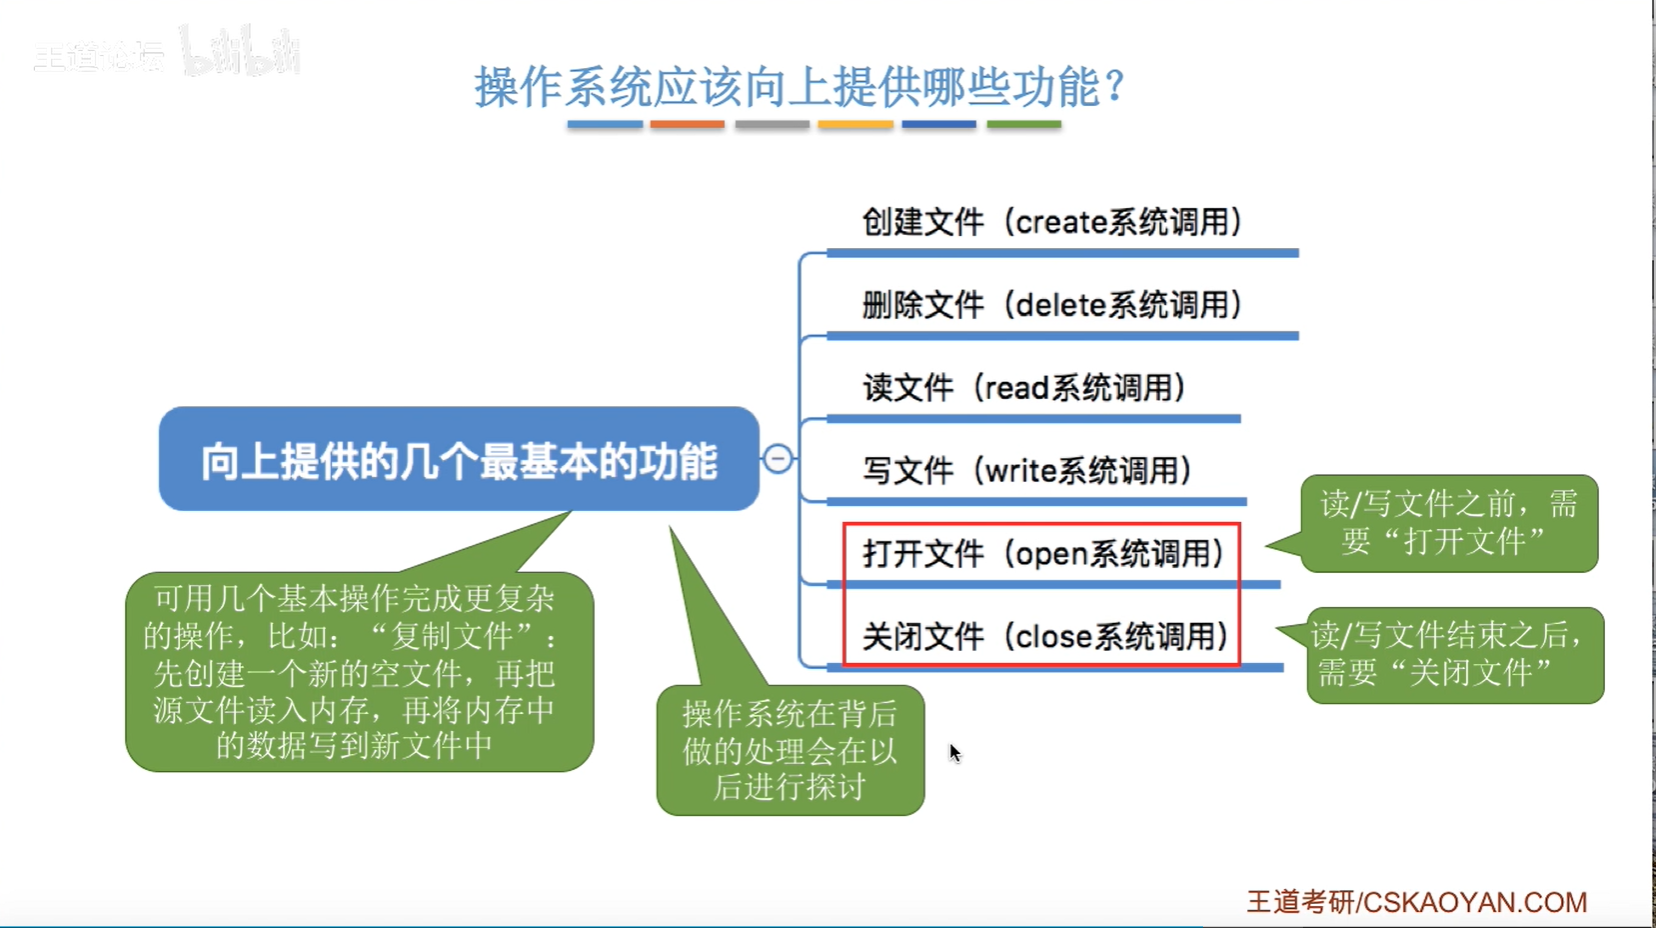 王道论坛 bilibili
操作系统应该向上提供哪些功能？
创建文件（create系统调用）
删除文件（delete系统调用）
读文件（read系统调用）
写文件（write系统调用）
打开文件（open系统调用）
关闭文件（close系统调用）
向上提供的几个最基本的功能
读/写文件之前，需
要“打开文件”
读/写文件结束之后，
需要“关闭文件”
可用几个基本操作完成更复杂
的操作，比如：“复制文件”：
先创建一个新的空文件，再把
源文件读入内存，再将内存中
的数据写到新文件中
操作系统在背后
做的处理会在以
后进行探讨
王道考研/CSKAOYAN.COM